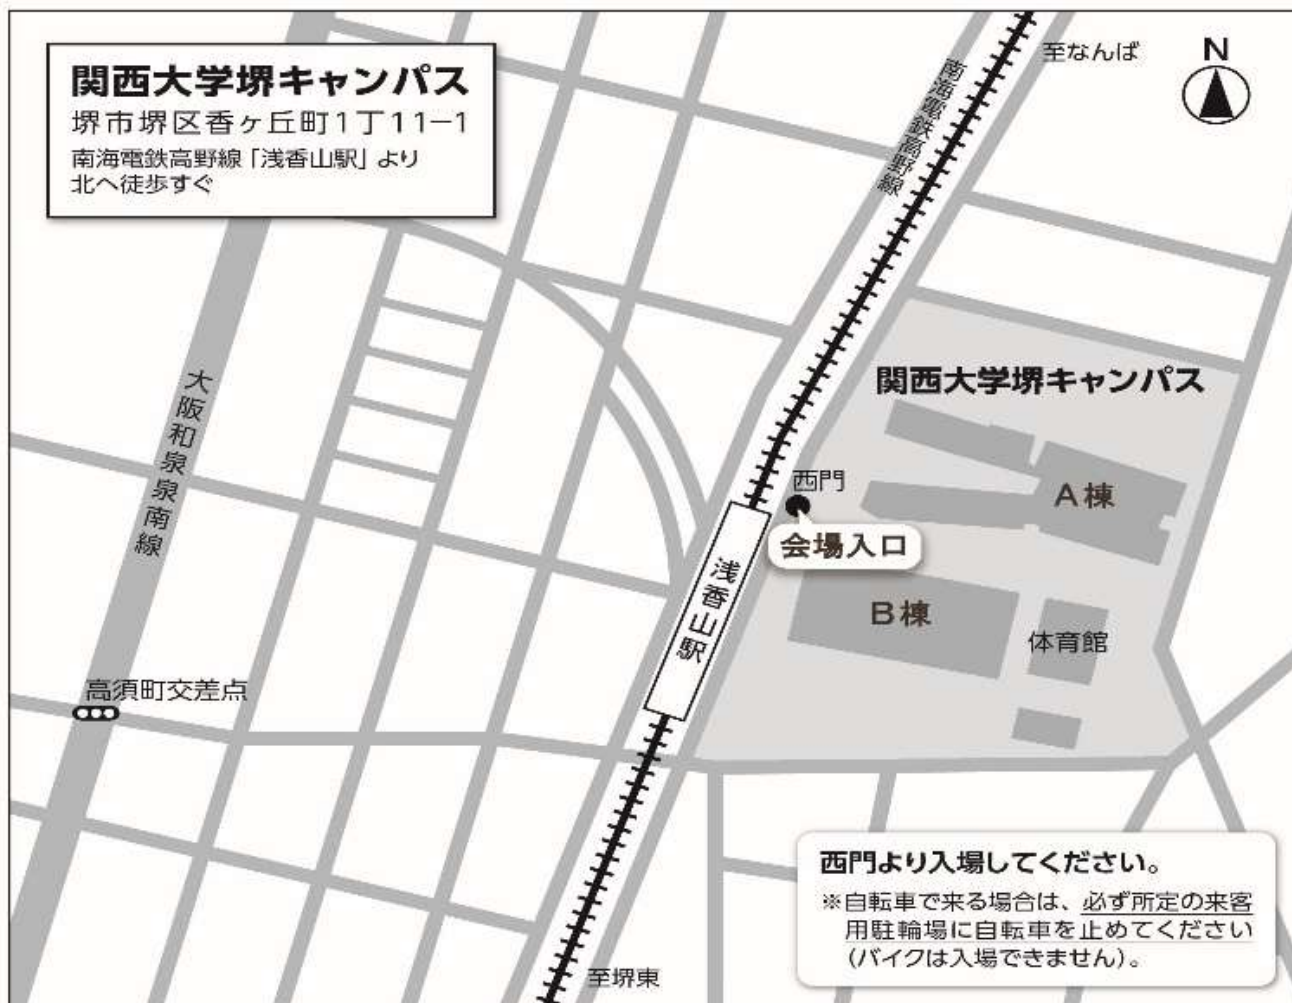 関西大学堺キャンパス
堺市堺区香ヶ丘町1丁11−1
南海電鉄高野線「浅香山駅」より
北へ徒歩すぐ
至なんば
N
南海電鉄高野線
大阪和泉泉南線
関西大学堺キャンパス
西門
A棟
会場入口
浅香山駅
B棟
体育館
高須町交差点
西門より入場してください。
※自転車で来る場合は、必ず所定の来客
用駐輪場に自転車を止めてください
(バイクは入場できません)。
至堺東